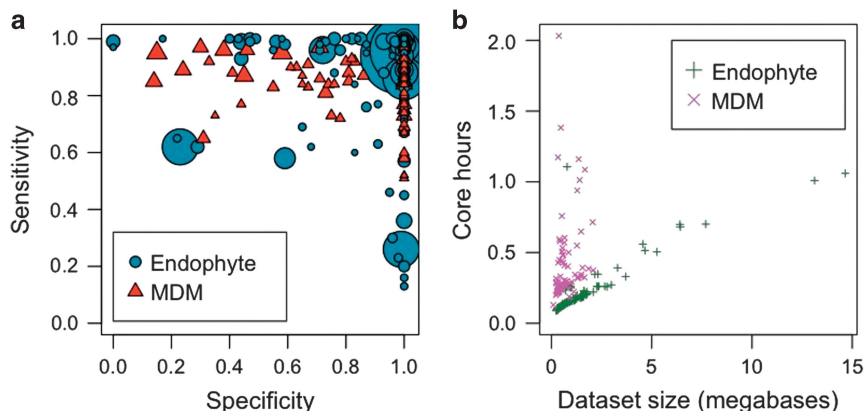 a
1.0
0.8
0.6
0.4
0.2
0.0
Sensitivity
Endophyte
MDM
0.0 0.2 0.4 0.6 0.8 1.0
Specificity
b
2.0
1.5
1.0
0.5
0.0
Core hours
Endophyte
MDM
0 5 10 15
Dataset size (megabases)